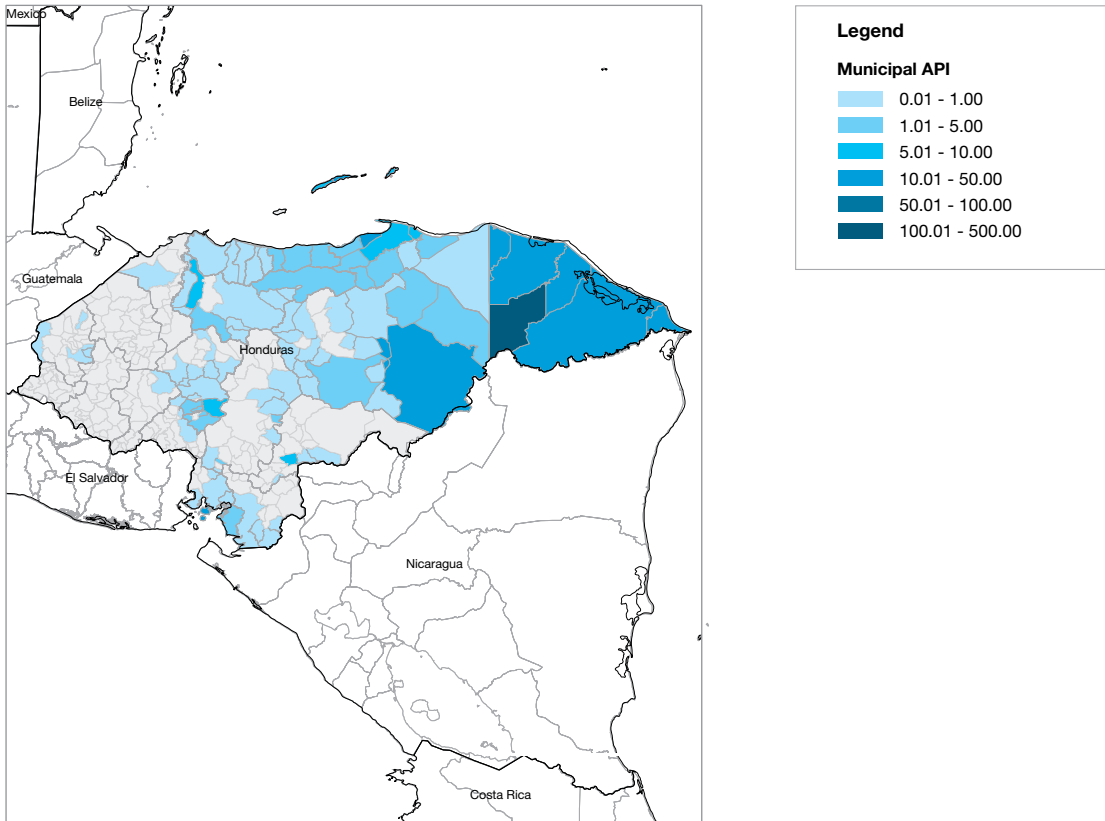 Mexico
Belize
Guatemala
Honduras
El Salvador
Nicaragua
Costa Rica
Legend
Municipal API
0.01 - 1.00
1.01 - 5.00
5.01 - 10.00
10.01 - 50.00
50.01 - 100.00
100.01 - 500.00